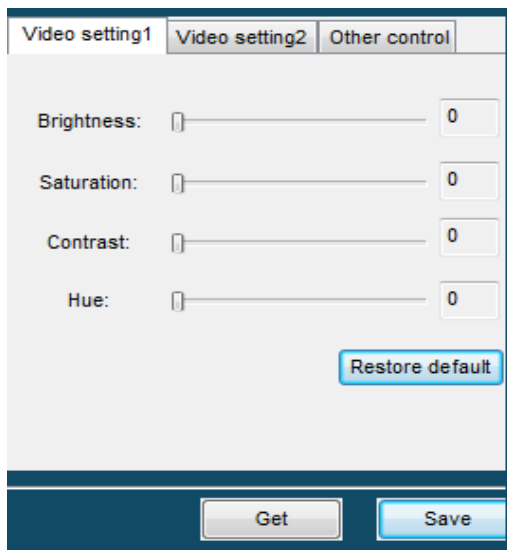 Video setting1 Video setting2 Other control
Brightness: 0
Saturation: 0
Contrast: 0
Hue: 0
Restore default
Get Save